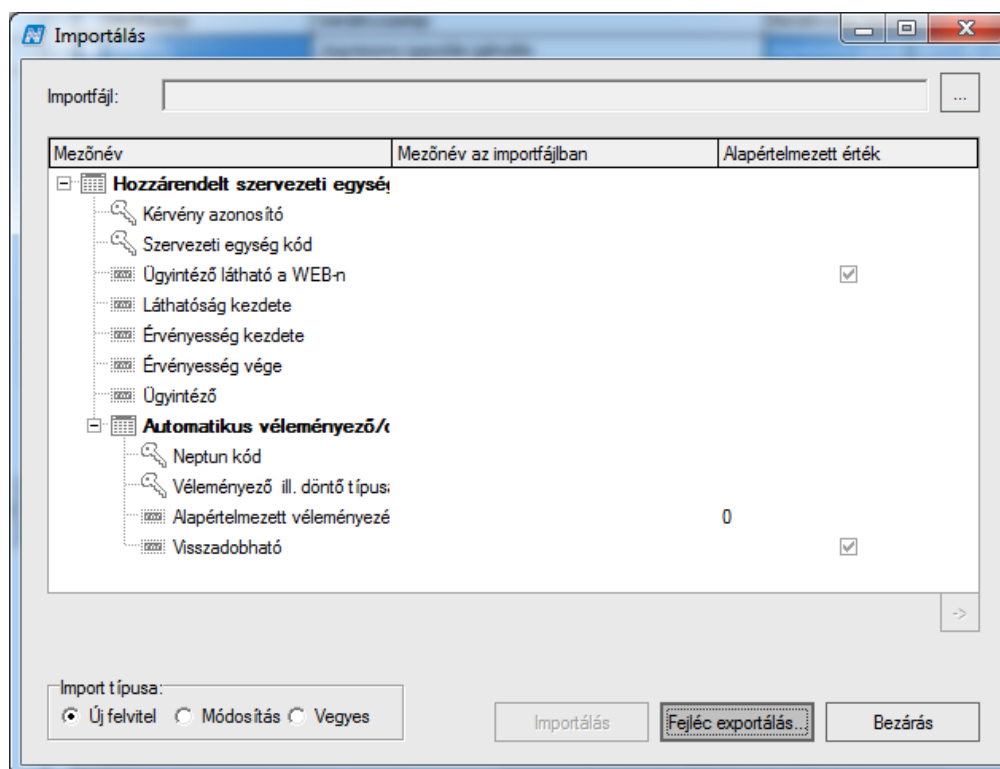 Importálás
Importfájl:
...
Mezőnév Mezőnév az importfájlban Alapértelmezett érték
Hozzárendelt szervezeti egysé
Kérvény azonosító
Szervezeti egység kód
Ügyintéző látható a WEB-n
Láthatóság kezdete
Érvényesség kezdete
Érvényesség vége
Ügyintéző
Automatikus véleményező/
Neptun kód
Véleményező ill. döntő típus
Alapértelmezett véleményezé 0
Visszadobható
->
Import típusa:
Új felvitel Módosítás Vegyes
Importálás Fejléc exportálás... Bezárás